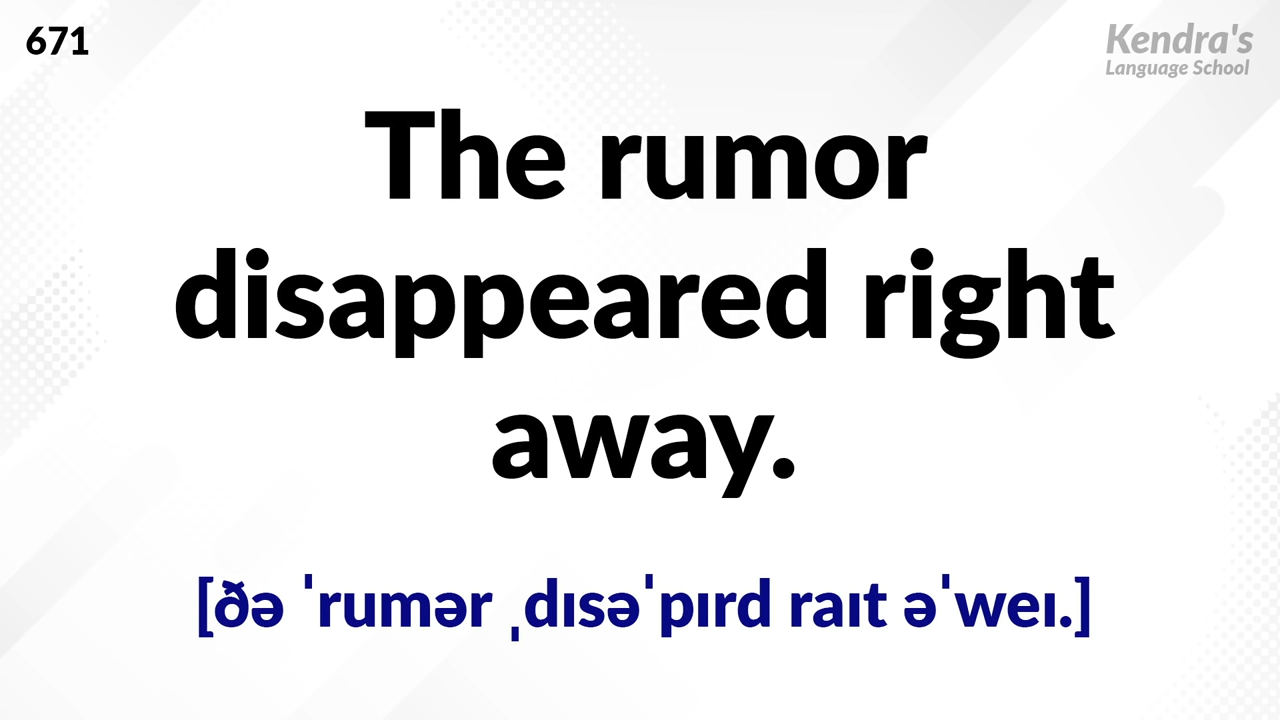 671
Kendra's
Language School
The rumor
disappeared right
away.
[ðə ˈrumər ˌdɪsəˈpɪrd raɪt əˈweɪ.]